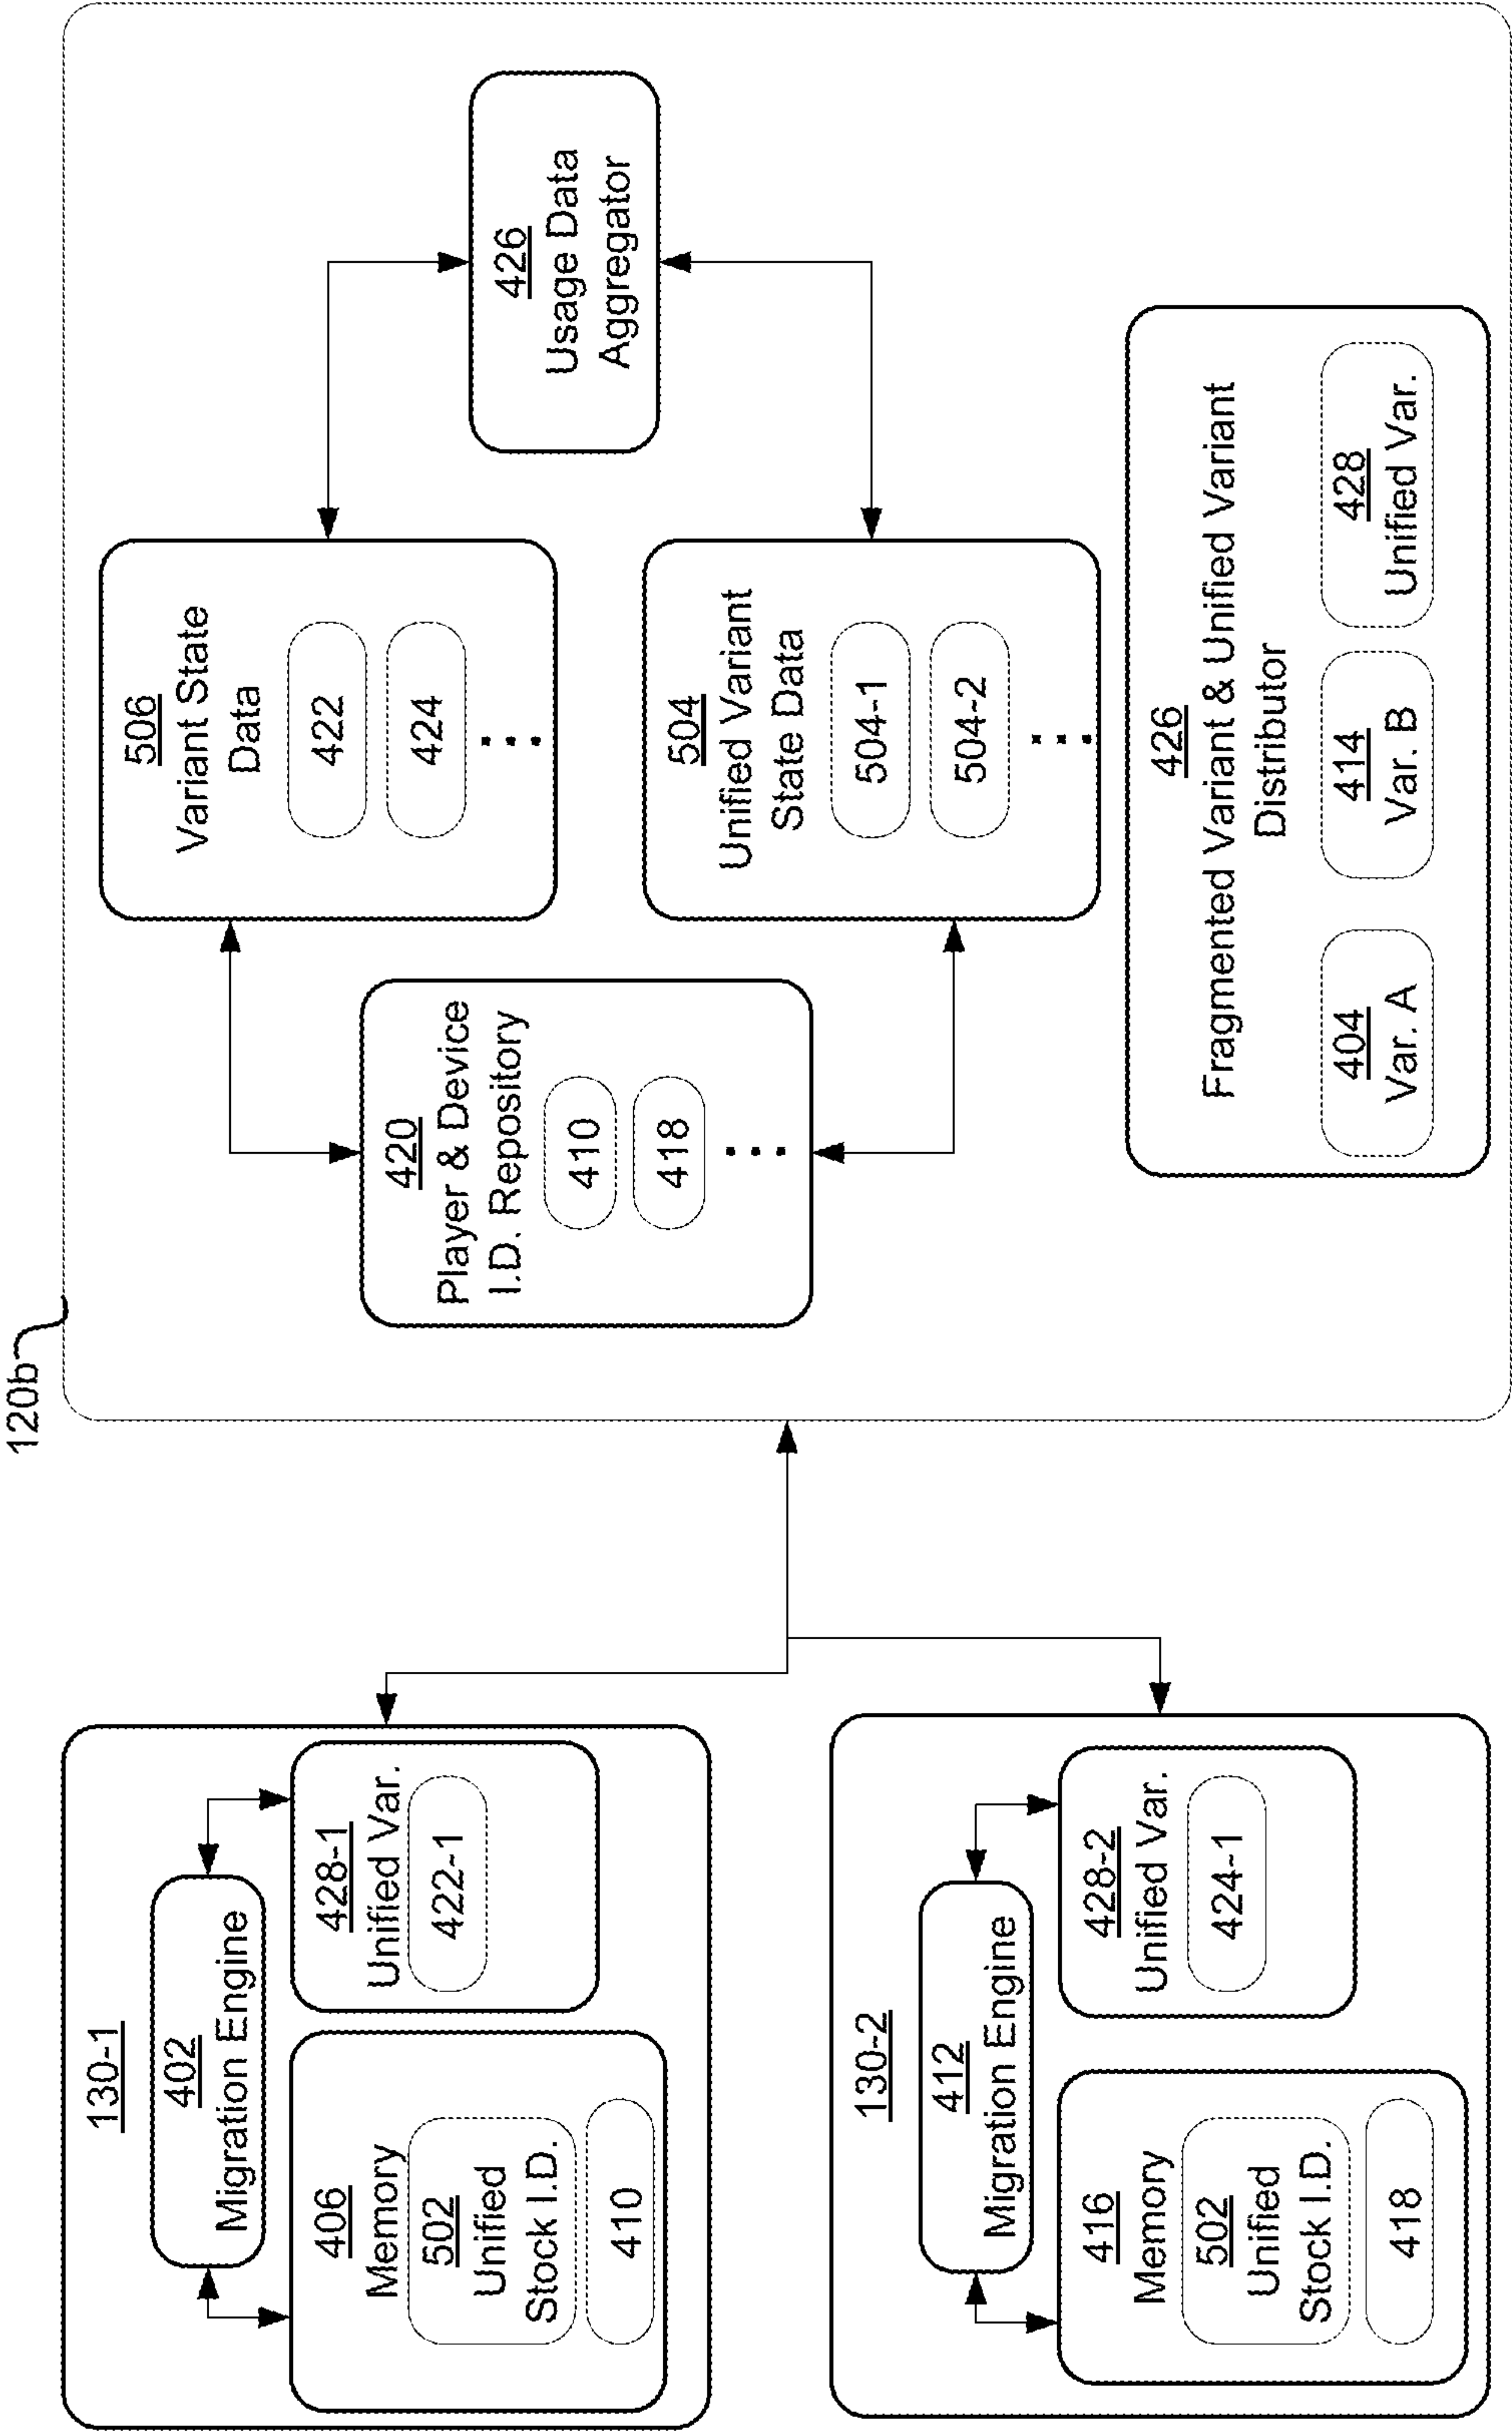 120b
130-1
402
Migration Engine
406
Memory
502
Unified
Stock I.D.
410
428-1
Unified Var.
422-1
130-2
412
Migration Engine
416
Memory
502
Unified
Stock I.D.
418
428-2
Unified Var.
424-1
420
Player & Device
I.D. Repository
410
418
506
Variant State
Data
422
424
504
Unified Variant
State Data
504-1
504-2
426
Usage Data
Aggregator
426
Fragmented Variant & Unified Variant
Distributor
404
Var. A
414
Var. B
428
Unified Var.